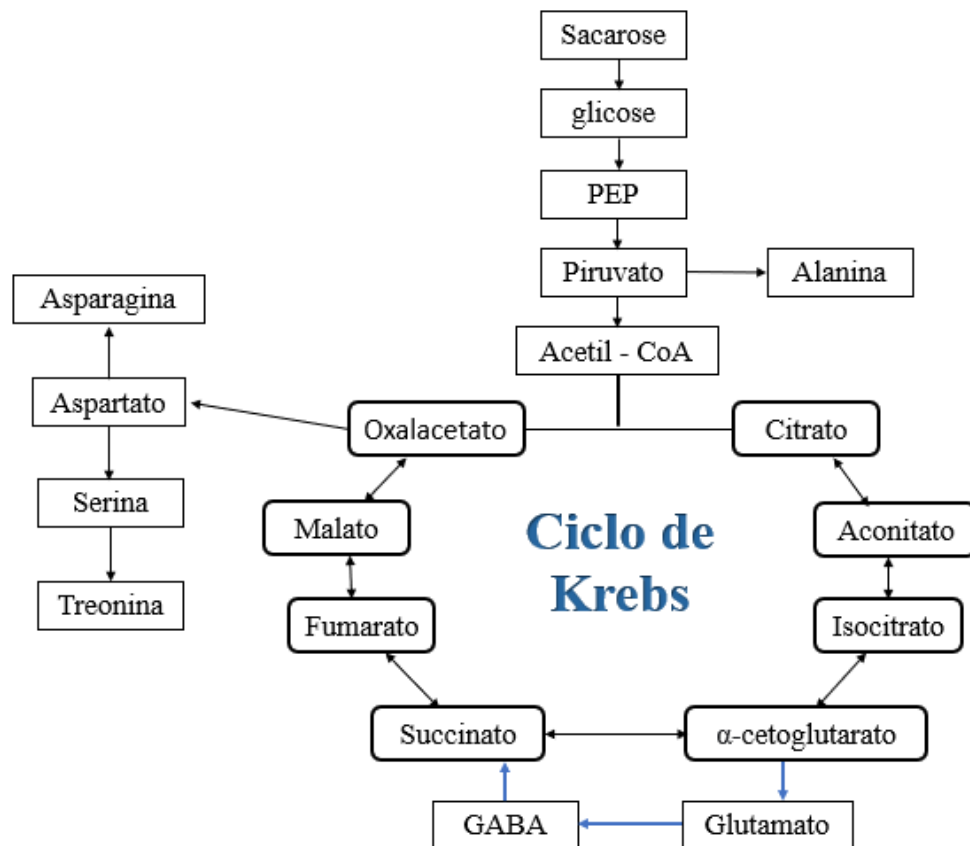 Sacarose
glicose
PEP
Piruvato
Alanina
Asparagina
Acetil - CoA
Aspartato
Oxalacetato
Citrato
Serina
Malato
Ciclo de
Krebs
Aconitato
Treonina
Fumarato
Isocitrato
Succinato
α-cetoglutarato
GABA
Glutamato